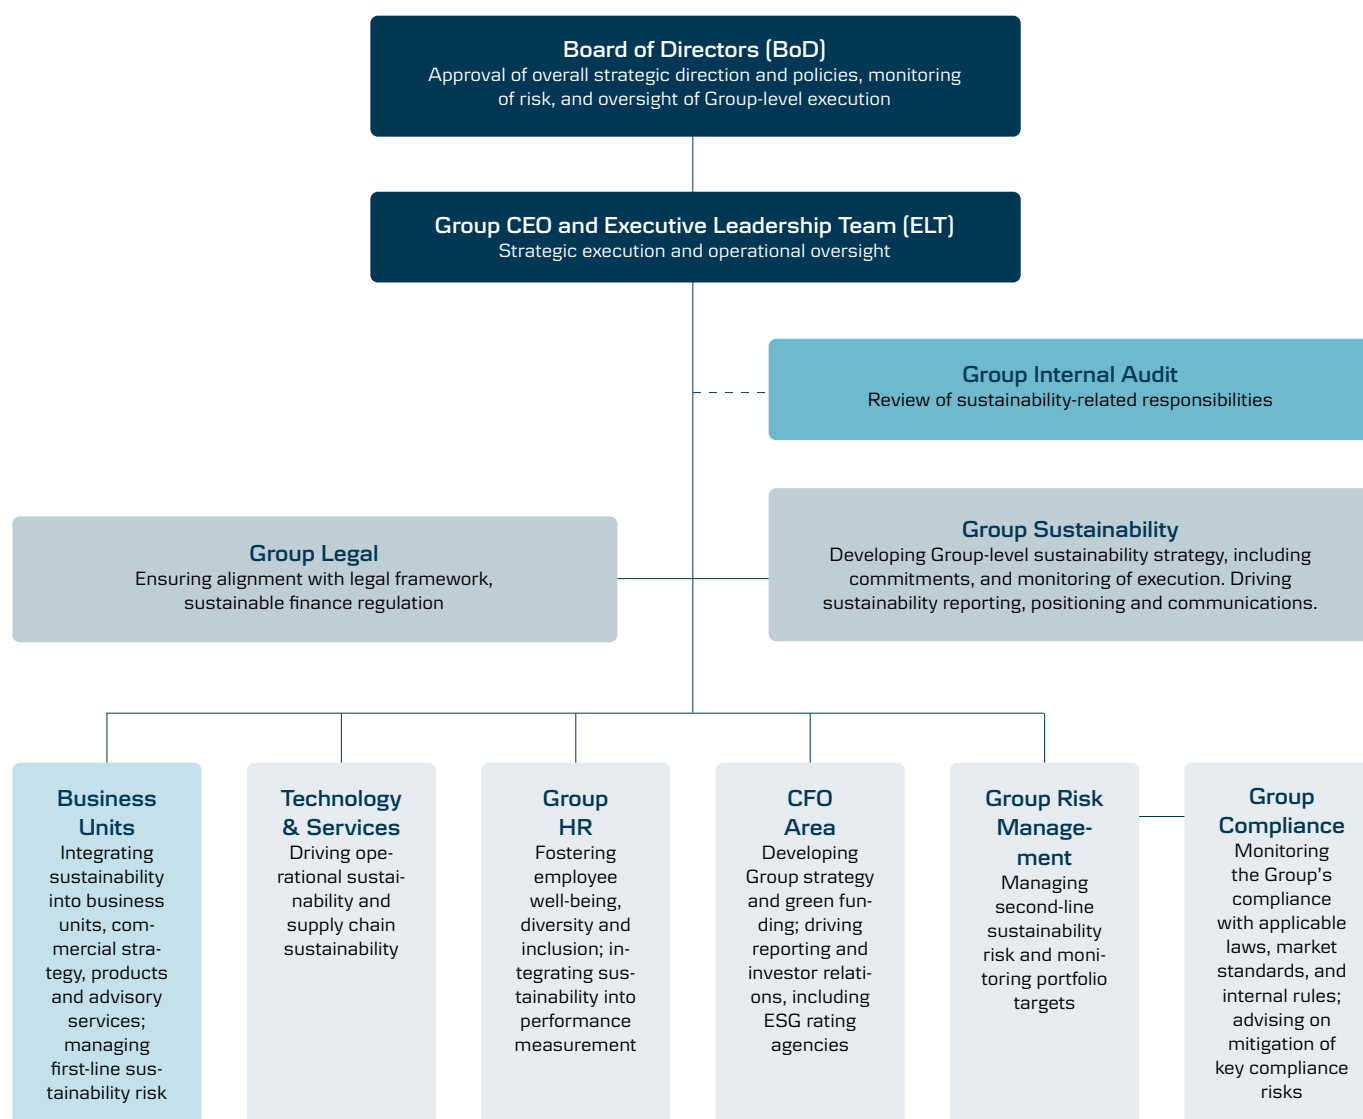 Board of Directors (BoD)
Approval of overall strategic direction and policies, monitoring
of risk, and oversight of Group-level execution
Group CEO and Executive Leadership Team (ELT)
Strategic execution and operational oversight
Group Internal Audit
Review of sustainability-related responsibilities
Group Legal
Ensuring alignment with legal framework,
sustainable finance regulation
Group Sustainability
Developing Group-level sustainability strategy, including
commitments, and monitoring of execution. Driving
sustainability reporting, positioning and communications.
Business
Units
Integrating
sustainability
into business
units, com-
mercial stra-
tegy, products
and advisory
services;
managing
first-line sus-
tainability risk
Technology
& Services
Driving ope-
rational sustai-
nability and
supply chain
sustainability
Group
HR
Fostering
employee
well-being,
diversity and
inclusion; in-
tegrating sus-
tainability into
performance
measurement
CFO
Area
Developing
Group strategy
and green fun-
ding; driving
reporting and
investor relati-
ons, including
ESG rating
agencies
Group Risk
Manage-
ment
Managing
second-line
sustainability
risk and moni-
toring portfolio
targets
Group
Compliance
Monitoring
the Group's
compliance
with applicable
laws, market
standards, and
internal rules;
advising on
mitigation of
key compliance
risks